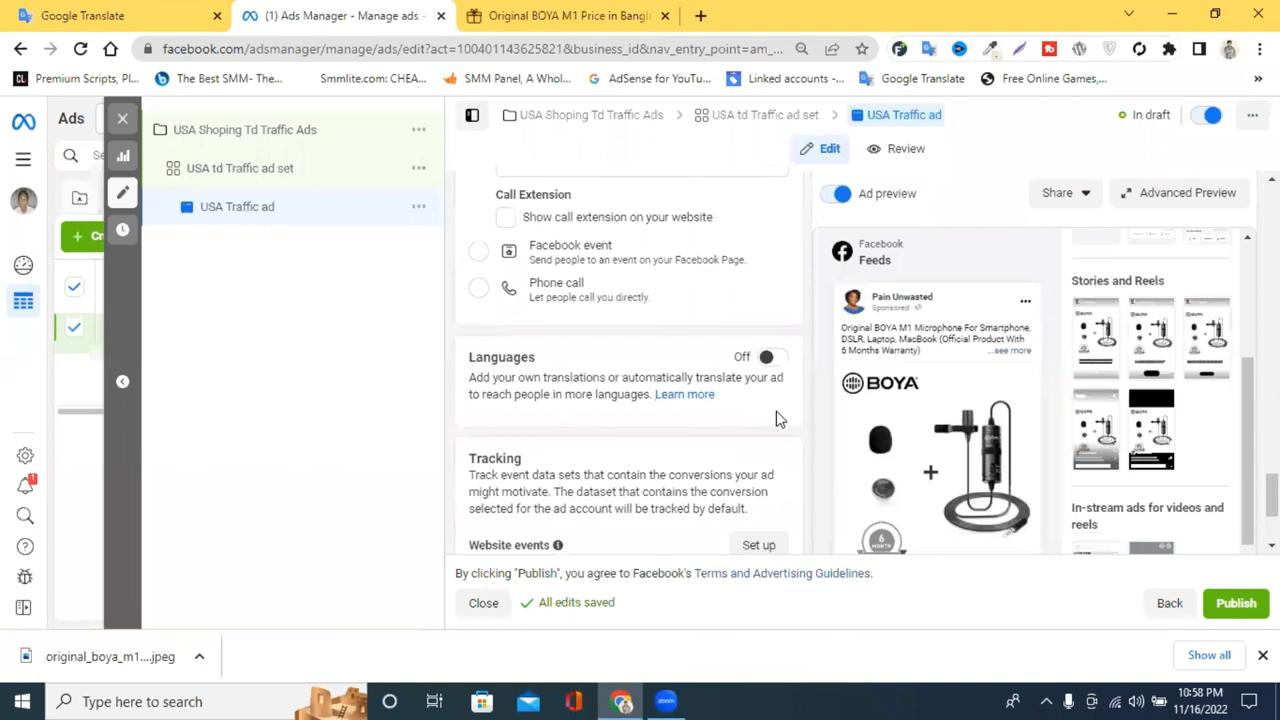 Google Translate
(1) Ads Manager - Manage ads -
Original BOYA M1 Price in Bangl
facebook.com/adsmanager/manage/ads/edit?act=100401143625821&business_id&nav_entry_point=am_...
Premium Scripts, Pl...
The Best SMM- The...
Smmlite.com: CHEA...
SMM Panel, A Whol...
AdSense for YouTu...
Linked accounts -...
Google Translate
Free Online Games,...
Ads
USA Shoping Td Traffic Ads
USA td Traffic ad set
USA Traffic ad
USA Shoping Td Traffic Ads
USA td Traffic ad set
USA Traffic ad
In draft
Edit
Review
Call Extension
Show call extension on your website
Facebook event
Send people to an event on your Facebook Page.
Phone call
Let people call you directly.
Languages
Off
Add your own translations or automatically translate your ad
to reach people in more languages. Learn more
Tracking
Track event data sets that contain the conversions your ad
might motivate. The dataset that contains the conversion
selected for the ad account will be tracked by default.
Website events
Set up
Ad preview
Share
Advanced Preview
Facebook
Feeds
Pain Unwasted
Sponsored
Original BOYA M1 Microphone For Smartphone,
DSLR, Laptop, MacBook (Official Product With
6 Months Warranty)
...see more
BOYA
6 MONTH
Stories and Reels
In-stream ads for videos and
reels
By clicking "Publish", you agree to Facebook's Terms and Advertising Guidelines.
Close
All edits saved
Back
Publish
original_boya_m1....jpeg
Show all
Type here to search
zoom
10:58 PM
11/16/2022